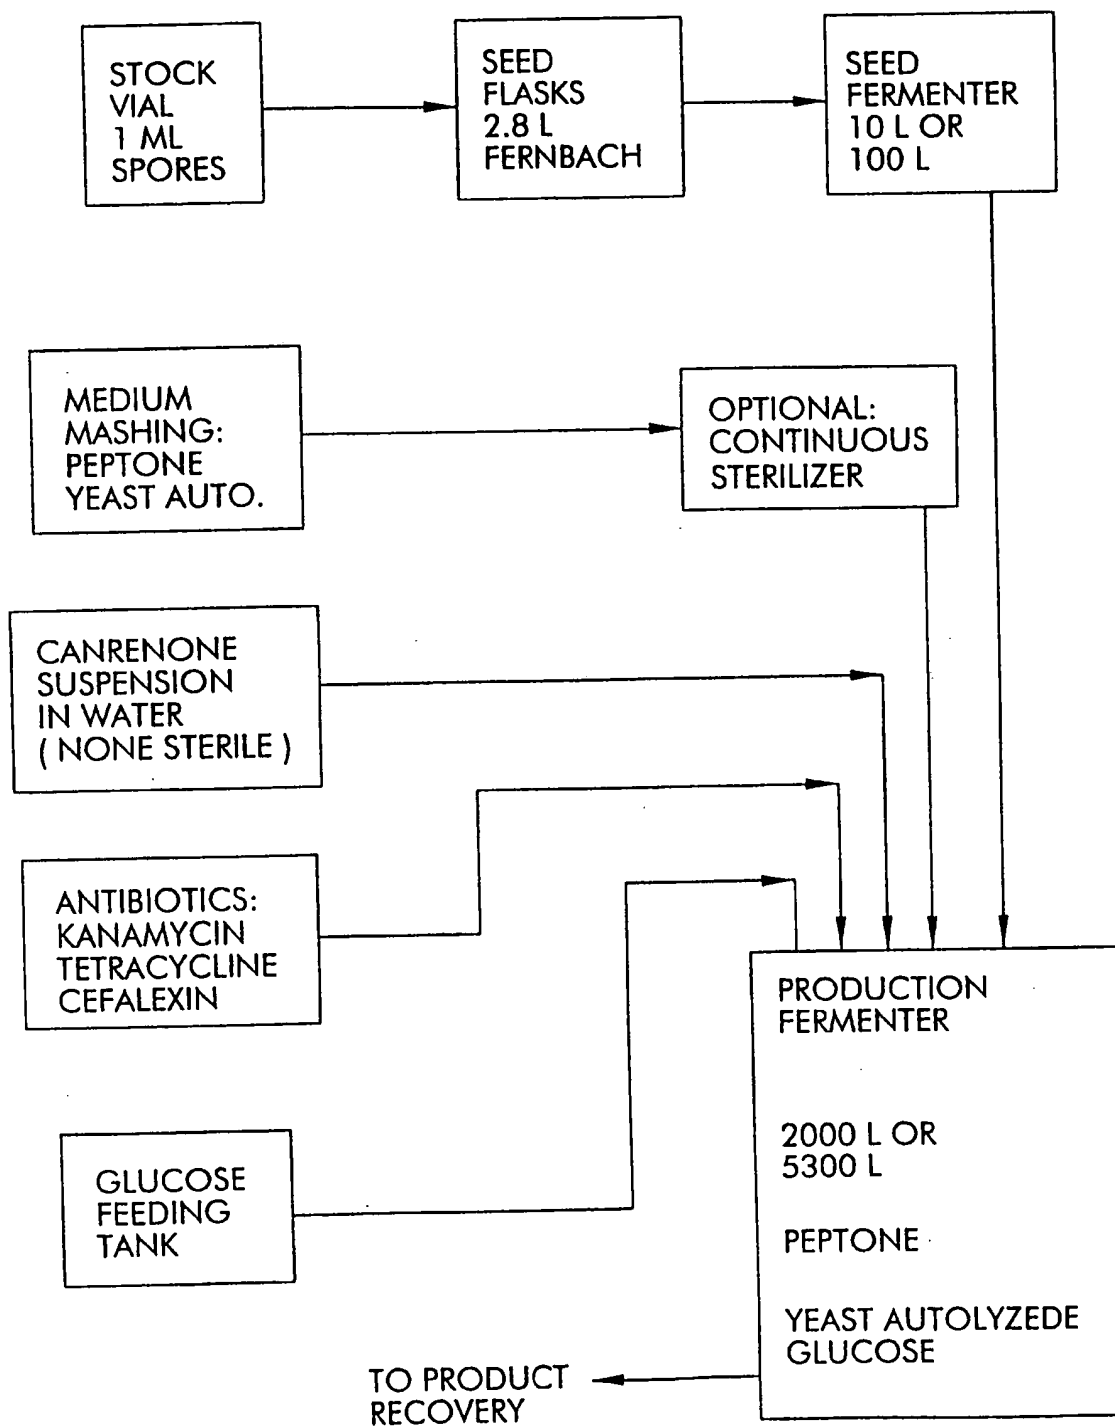 STOCK
VIAL
1 ML
SPORES
SEED
FLASKS
2.8 L
FERNBACH
SEED
FERMENTER
10 L OR
100 L
MEDIUM
MASHING:
PEPTONE
YEAST AUTO.
OPTIONAL:
CONTINUOUS
STERILIZER
CANRENONE
SUSPENSION
IN WATER
( NONE STERILE )
ANTIBIOTICS:
KANAMYCIN
TETRACYCLINE
CEFALEXIN
GLUCOSE
FEEDING
TANK
PRODUCTION
FERMENTER
2000 L OR
5300 L
PEPTONE
YEAST AUTOLYZEDE
GLUCOSE
TO PRODUCT
RECOVERY